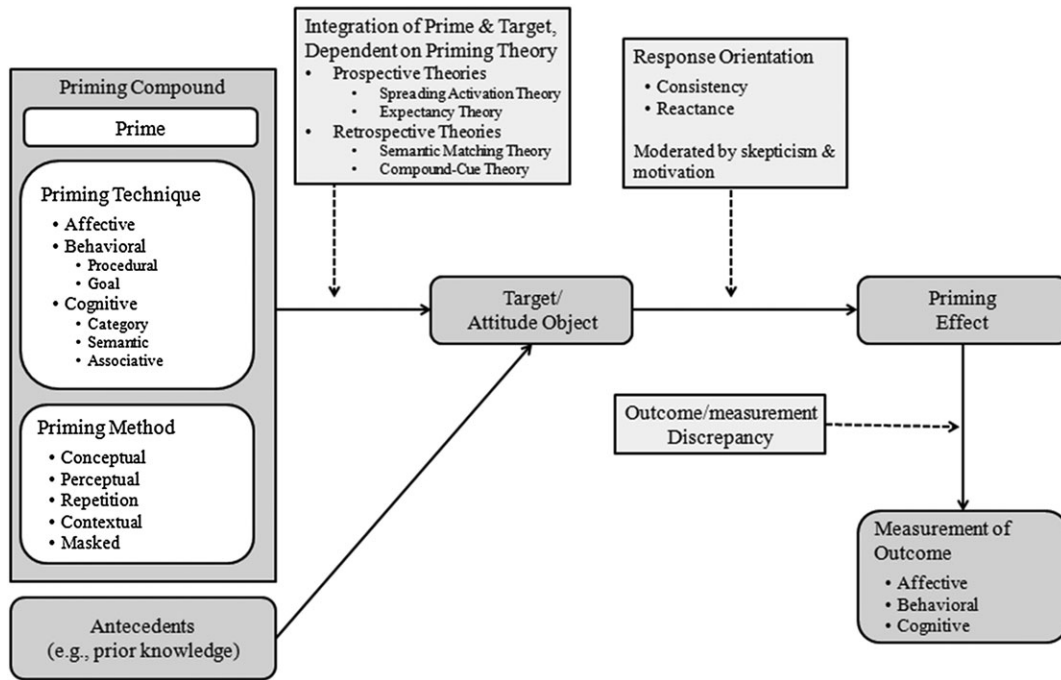 Priming Compound
Prime
Priming Technique
• Affective
• Behavioral
• Procedural
• Goal
• Cognitive
• Category
• Semantic
• Associative
Priming Method
• Conceptual
• Perceptual
• Repetition
• Contextual
• Masked
Antecedents
(e.g., prior knowledge)
Integration of Prime & Target,
Dependent on Priming Theory
• Prospective Theories
• Spreading Activation Theory
• Expectancy Theory
• Retrospective Theories
• Semantic Matching Theory
• Compound-Cue Theory
Target/
Attitude Object
Response Orientation
• Consistency
• Reactance
Moderated by skepticism &
motivation
Priming
Effect
Outcome/measurement
Discrepancy
Measurement of
Outcome
• Affective
• Behavioral
• Cognitive